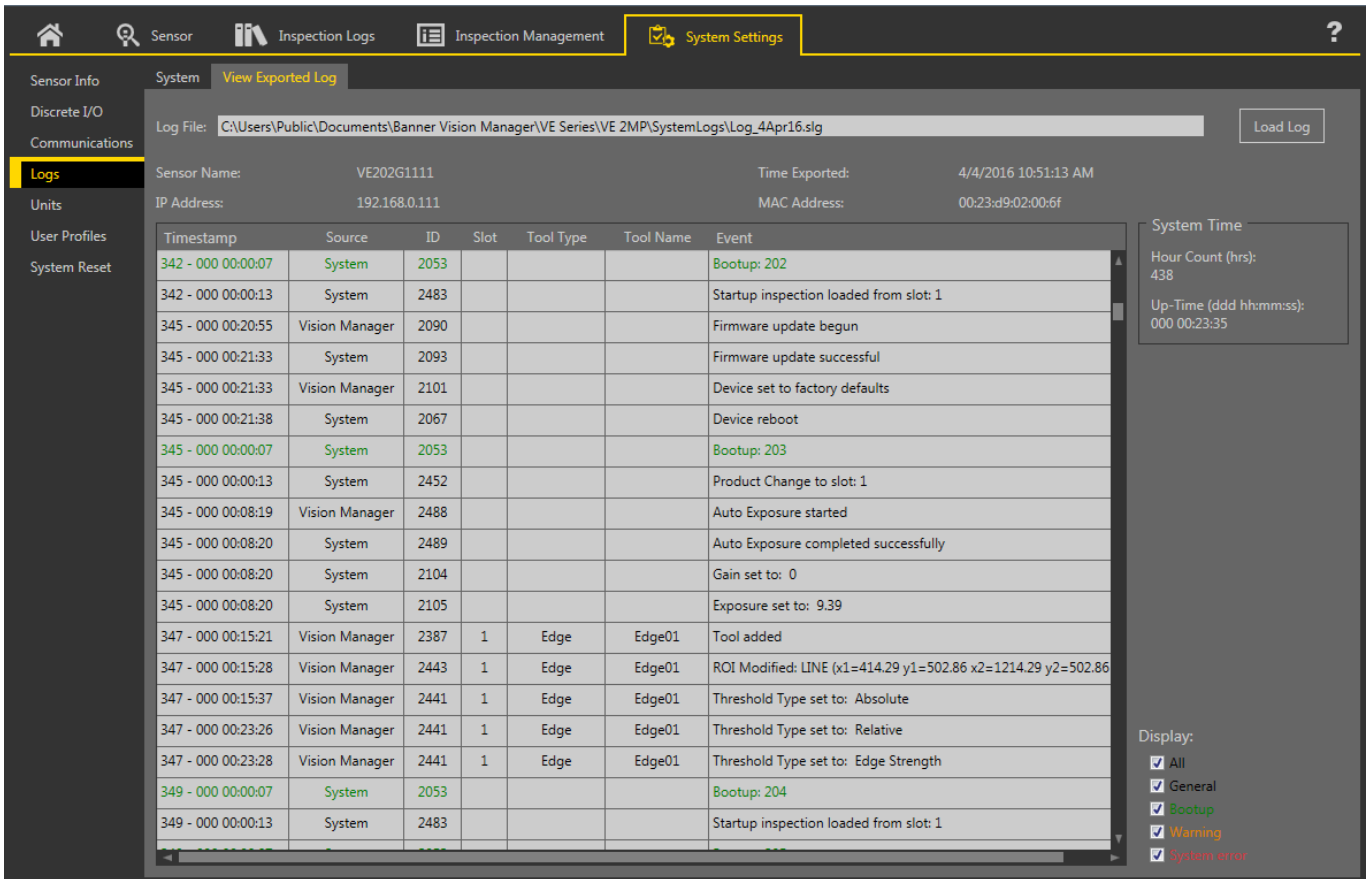 Sensor Inspection Logs Inspection Management System Settings ?
Sensor Info
Discrete I/O
Communications
Logs
Units
User Profiles
System Reset
System View Exported Log
Log File: C:\Users\Public\Documents\Banner Vision Manager\VE Series\VE 2MP\SystemLogs\Log_4Apr16.slg Load Log
Sensor Name: VE202G1111 Time Exported: 4/4/2016 10:51:13 AM
IP Address: 192.168.0.111 MAC Address: 00:23:d9:02:00:6f
Timestamp Source ID Slot Tool Type Tool Name Event
342 - 000 00:00:07 System 2053 Bootup: 202
342 - 000 00:00:13 System 2483 Startup inspection loaded from slot: 1
345 - 000 00:20:55 Vision Manager 2090 Firmware update begun
345 - 000 00:21:33 System 2093 Firmware update successful
345 - 000 00:21:33 Vision Manager 2101 Device set to factory defaults
345 - 000 00:21:38 System 2067 Device reboot
345 - 000 00:00:07 System 2053 Bootup: 203
345 - 000 00:00:13 System 2452 Product Change to slot: 1
345 - 000 00:08:19 Vision Manager 2488 Auto Exposure started
345 - 000 00:08:20 System 2489 Auto Exposure completed successfully
345 - 000 00:08:20 System 2104 Gain set to: 0
345 - 000 00:08:20 System 2105 Exposure set to: 9.39
347 - 000 00:15:21 Vision Manager 2387 1 Edge Edge01 Tool added
347 - 000 00:15:28 Vision Manager 2443 1 Edge Edge01 ROI Modified: LINE (x1=414.29 y1=502.86 x2=1214.29 y2=502.86
347 - 000 00:15:37 Vision Manager 2441 1 Edge Edge01 Threshold Type set to: Absolute
347 - 000 00:23:26 Vision Manager 2441 1 Edge Edge01 Threshold Type set to: Relative
347 - 000 00:23:28 Vision Manager 2441 1 Edge Edge01 Threshold Type set to: Edge Strength
349 - 000 00:00:07 System 2053 Bootup: 204
349 - 000 00:00:13 System 2483 Startup inspection loaded from slot: 1
System Time
Hour Count (hrs):
438
Up-Time (ddd hh:mm:ss):
000 00:23:35
Display:
All
General
Bootup
Warning
System error